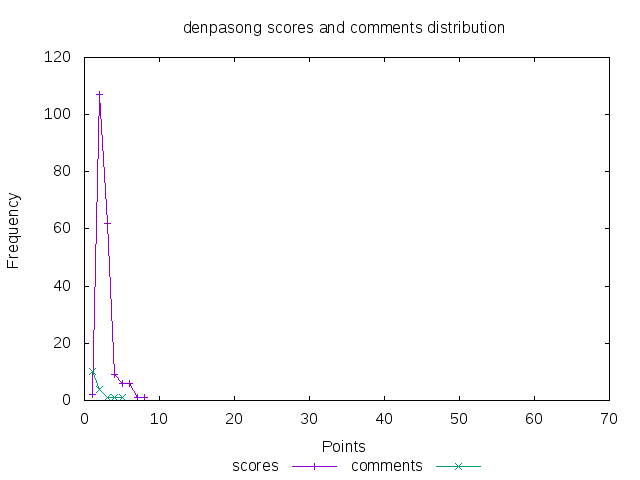 denpasong scores and comments distribution
120
100
80
60
40
20
0
Frequency
0 10 20 30 40 50 60 70
Points
scores comments